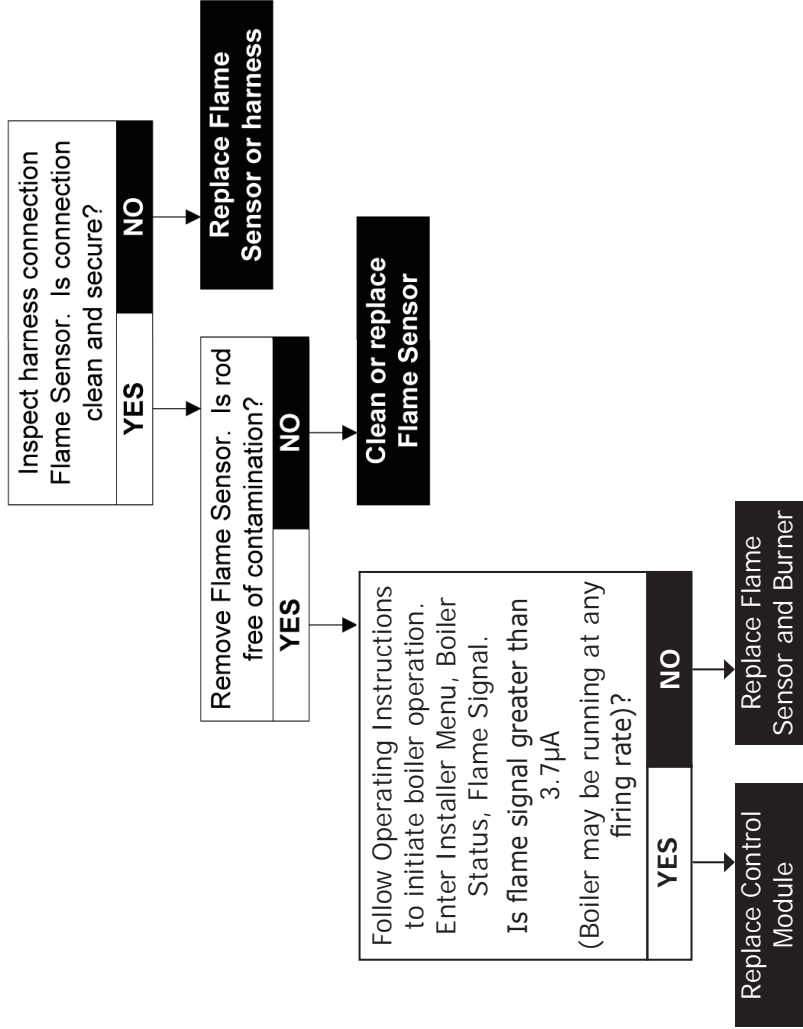 Inspect harness connection
Flame Sensor.  Is connection
clean and secure?
YES
NO
Replace Flame
Sensor or harness
Remove Flame Sensor.  Is rod
free of contamination?
YES
NO
Clean or replace
Flame Sensor
Follow Operating Instructions
to initiate boiler operation.
Enter Installer Menu, Boiler
Status, Flame Signal.
Is flame signal greater than
3.7µA
(Boiler may be running at any
firing rate)?
YES
NO
Replace Control
Module
Replace Flame
Sensor and Burner